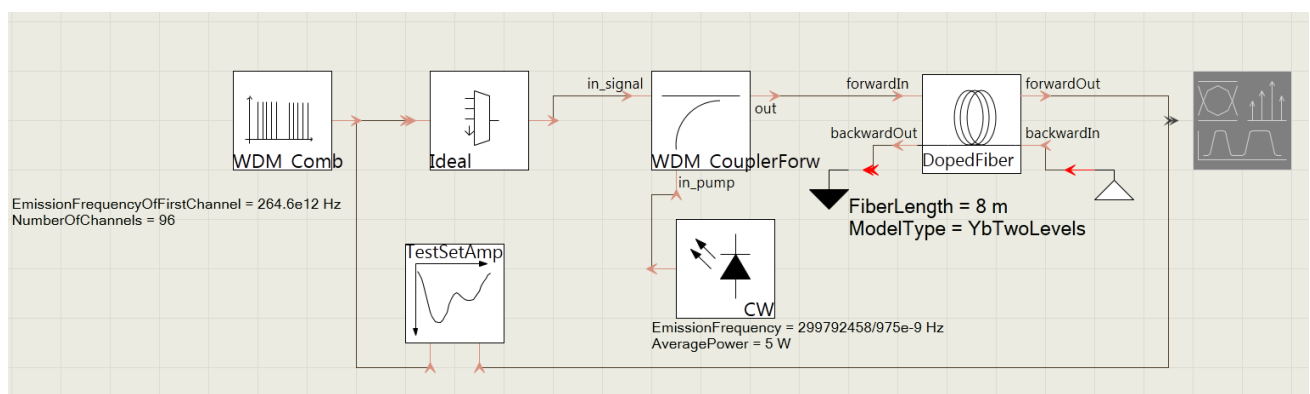 in_signal
forwardIn
forwardOut
out
backwardOut
backwardIn
WDM_Comb
Ideal
WDM_CouplerForw
DopedFiber
in_pump
EmissionFrequencyOfFirstChannel = 264.6e12 Hz
NumberOfChannels = 96
FiberLength = 8 m
ModelType = YbTwoLevels
TestSetAmp
CW
EmissionFrequency = 299792458/975e-9 Hz
AveragePower = 5 W